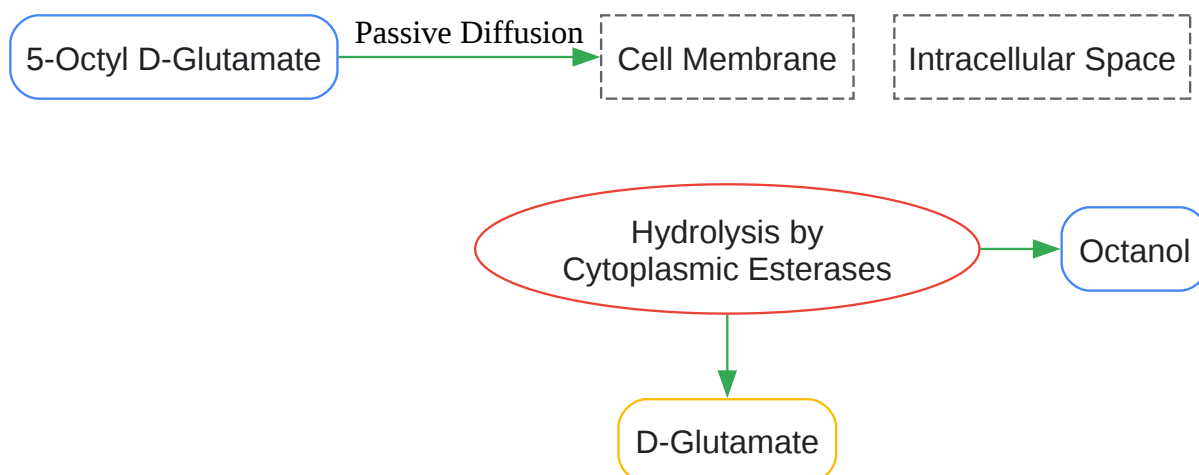 5-Octyl D-Glutamate
Passive Diffusion
Cell Membrane
Intracellular Space
Hydrolysis by
Cytoplasmic Esterases
Octanol
D-Glutamate